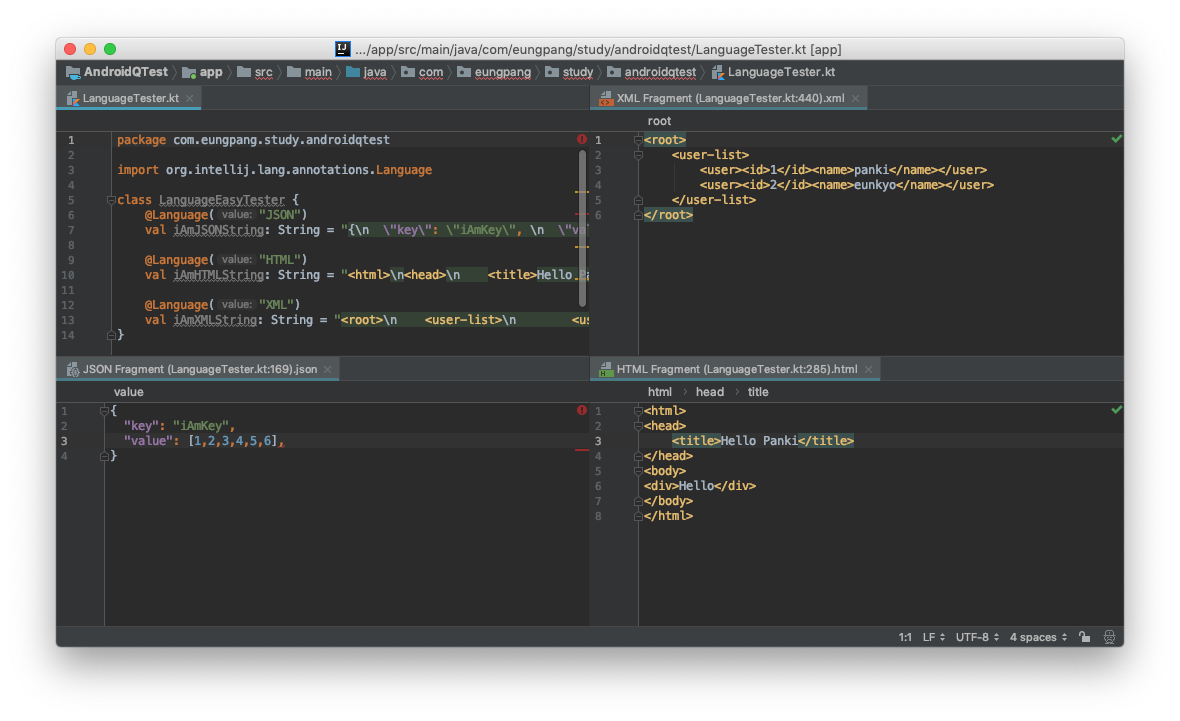 .../app/src/main/java/com/eungpang/study/androidqtest/LanguageTester.kt [app]
AndroidQTest app src main java com eungpang study androidqtest LanguageTester.kt
LanguageTester.kt
1 package com.eungpang.study.androidqtest
2
3 import org.intellij.lang.annotations.Language
4
5 class LanguageEasyTester {
6 @Language( value: "JSON")
7 val iAmJSONString: String = "{\n  \"key\": \"iAmKey\", \n  \"va
8
9 @Language( value: "HTML")
10 val iAmHTMLString: String = "<html>\n<head>\n    <title>Hello Pa
11
12 @Language( value: "XML")
13 val iAmXMLString: String = "<root>\n    <user-list>\n        <us
14 }
XML Fragment (LanguageTester.kt:440).xml
root
1 <root>
2 <user-list>
3 <user><id>1</id><name>panki</name></user>
4 <user><id>2</id><name>eunkyo</name></user>
5 </user-list>
6 </root>
JSON Fragment (LanguageTester.kt:169).json
value
1 {
2 "key": "iAmKey",
3 "value": [1,2,3,4,5,6],
4 }
HTML Fragment (LanguageTester.kt:285).html
html head title
1 <html>
2 <head>
3 <title>Hello Panki</title>
4 </head>
5 <body>
6 <div>Hello</div>
7 </body>
8 </html>
1:1 LF UTF-8 4 spaces